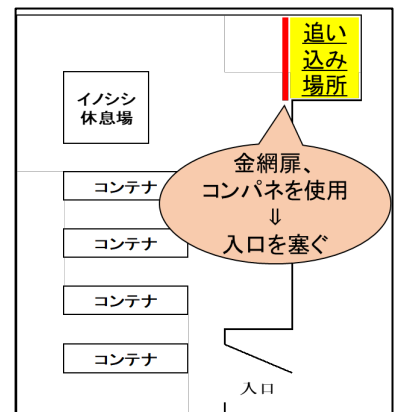 追い
込み
場所
イノシシ
休息場
金網扉、
コンパネを使用
⇓
入口を塞ぐ
コンテナ
コンテナ
コンテナ
コンテナ
入口